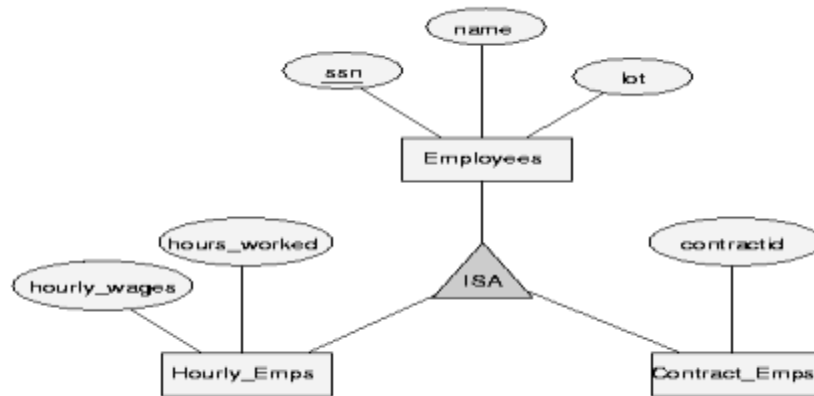 name
ssn
lot
Employees
hours_worked
contractid
hourly_wages
ISA
Hourly_Emps
Contract_Emps